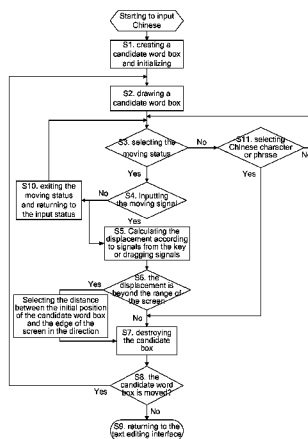 Starting to input
Chinese
S1. creating a
candidate word box
and initializing
S2. drawing a
candidate word box
S3. selecting the
moving status
No
S11. selecting
Chinese character
or phrase
No
Yes
Yes
S10. exiting the
moving status
and returning to
the input status
No
S4. Inputting
the moving signal
Yes
S5. Calculating the
displacement according
to signals from the key
or dragging signals
S6. the
displacement is
beyond the range of
the screen
Yes
No
Selecting the distance
between the initial position
of the candidate word box
and the edge of the
screen in the direction
S7. destroying
the candidate
box
S8. the
candidate word
box is moved?
Yes
No
S9. returning to the
text editing interface